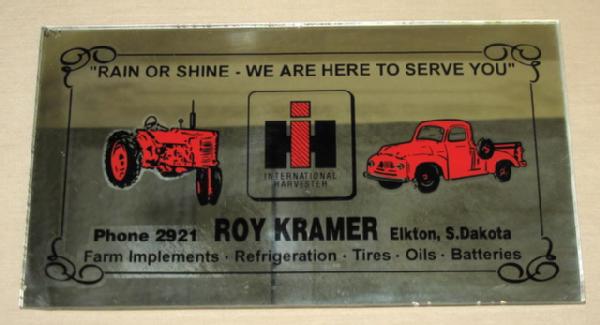 "RAIN OR SHINE - WE ARE HERE TO SERVE YOU"
IH
INTERNATIONAL
HARVESTER
Phone 2921 ROY KRAMER Elkton, S.Dakota
Farm Implements · Refrigeration · Tires · Oils · Batteries